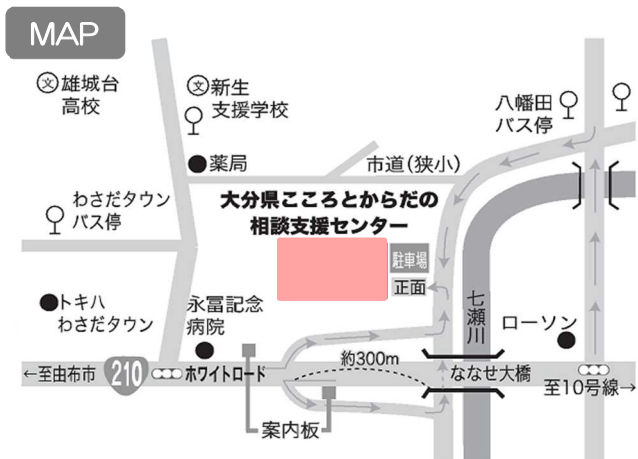 MAP
雄城台
高校
新生
支援学校
八幡田
バス停
薬局
市道(狭小)
わさだタウン
バス停
大分県こころとからだの
相談支援センター
駐車場
正面
トキハ
わさだタウン
永冨記念
病院
七瀬川
ローソン
約300m
←至由布市
210
ホワイトロード
ななせ大橋
至10号線→
案内板
文
文